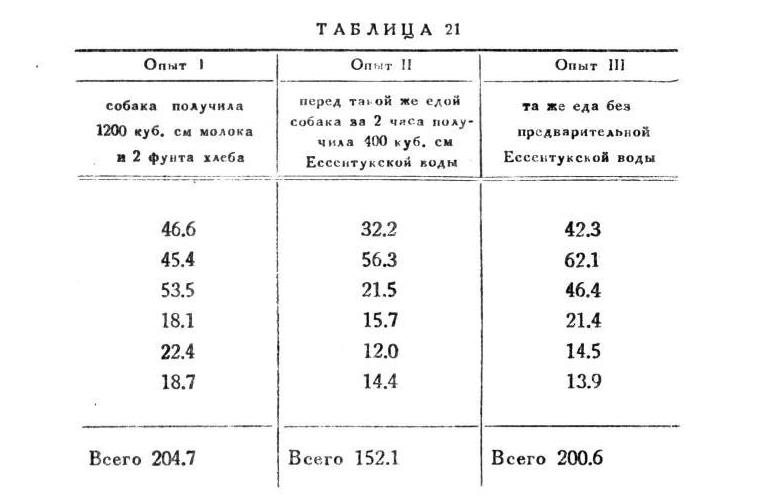 ТАБЛИЦА 21
Опыт I Опыт II Опыт III
собака получила перед такой же едой та же еда без
1200 куб. см молока собака за 2 часа полу- предварительной
и 2 фунта хлеба чила 400 куб. см Ессентукской воды
Ессентукской воды
46.6 32.2 42.3
45.4 56.3 62.1
53.5 21.5 46.4
18.1 15.7 21.4
22.4 12.0 14.5
18.7 14.4 13.9
Всего 204.7 Всего 152.1 Всего 200.6